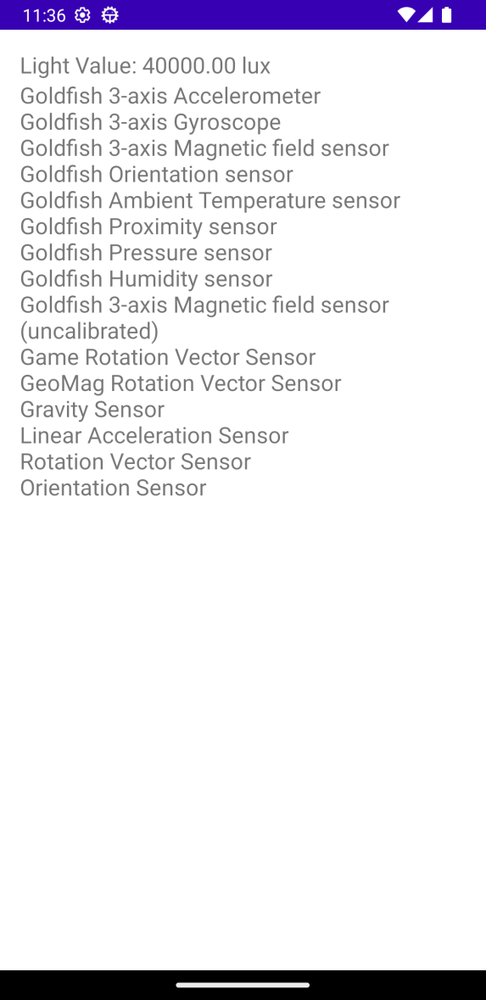 11:36
Light Value: 40000.00 lux
Goldfish 3-axis Accelerometer
Goldfish 3-axis Gyroscope
Goldfish 3-axis Magnetic field sensor
Goldfish Orientation sensor
Goldfish Ambient Temperature sensor
Goldfish Proximity sensor
Goldfish Pressure sensor
Goldfish Humidity sensor
Goldfish 3-axis Magnetic field sensor
(uncalibrated)
Game Rotation Vector Sensor
GeoMag Rotation Vector Sensor
Gravity Sensor
Linear Acceleration Sensor
Rotation Vector Sensor
Orientation Sensor